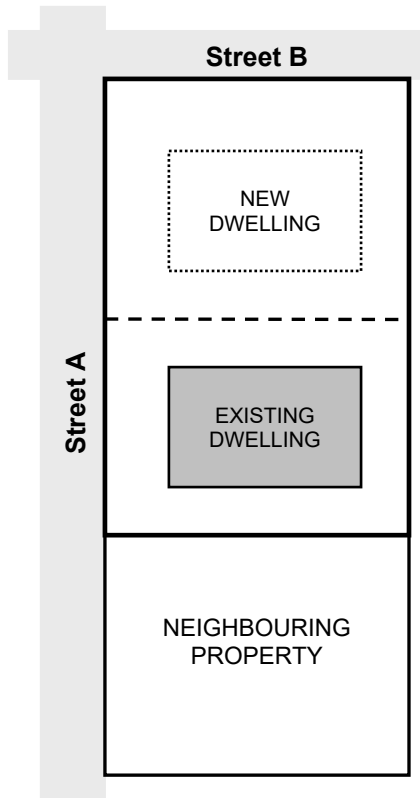 Street B
NEW
DWELLING
Street A
EXISTING
DWELLING
NEIGHBOURING
PROPERTY